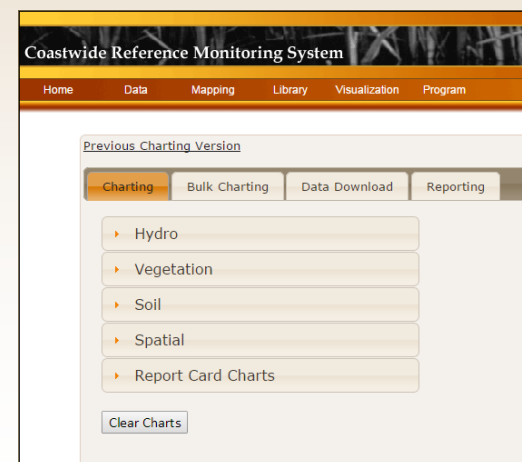 Coastwide Reference Monitoring System
Home Data Mapping Library Visualization Program
Previous Charting Version
Charting Bulk Charting Data Download Reporting
Hydro
Vegetation
Soil
Spatial
Report Card Charts
Clear Charts